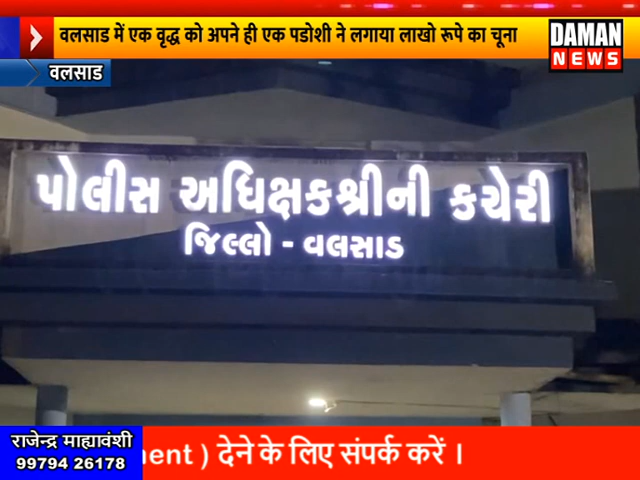 वलसाड में एक वृद्ध को अपने ही एक पडोशी ने लगाया लाखो रूपे का चूना
DAMAN
NEWS
वलसाड
પોલીસ અધિક્ષકશ્રીની કચેરી
જિલ્લો - વલસાડ
राजेन्द्र माह्यावंशी
99794 26178
ent ) देने के लिए संपर्क करें ।